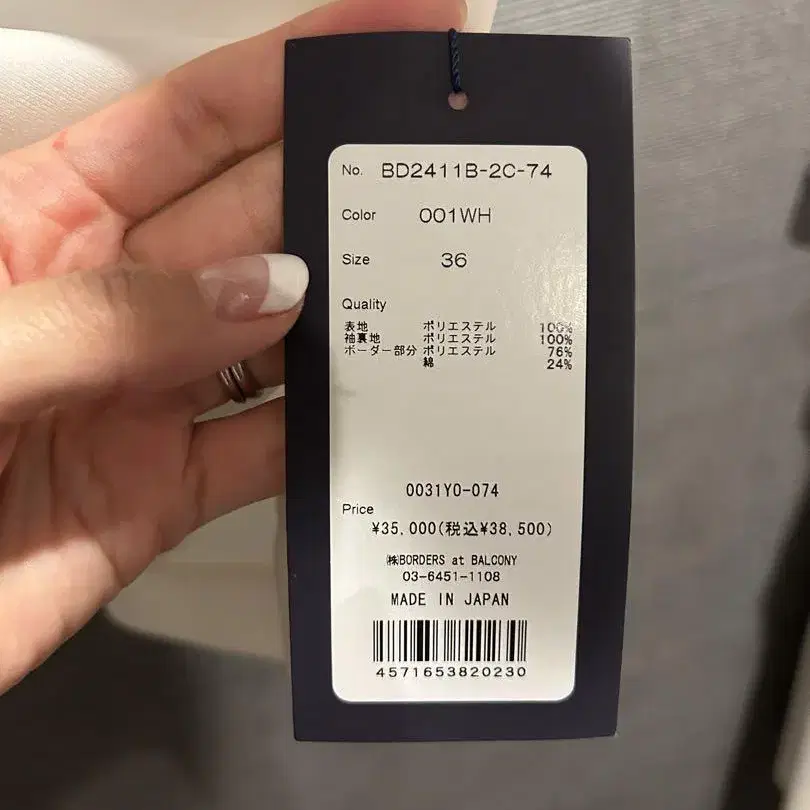 No. BD2411B-2C-74
Color 001WH
Size 36
Quality
表地 ポリエステル 100%
袖裏地 ポリエステル 100%
ボーダー部分 ポリエステル 76%
綿 24%
0031Y0-074
Price
¥35,000(税込¥38,500)
㈱BORDERS at BALCONY
03-6451-1108
MADE IN JAPAN
4571653820230